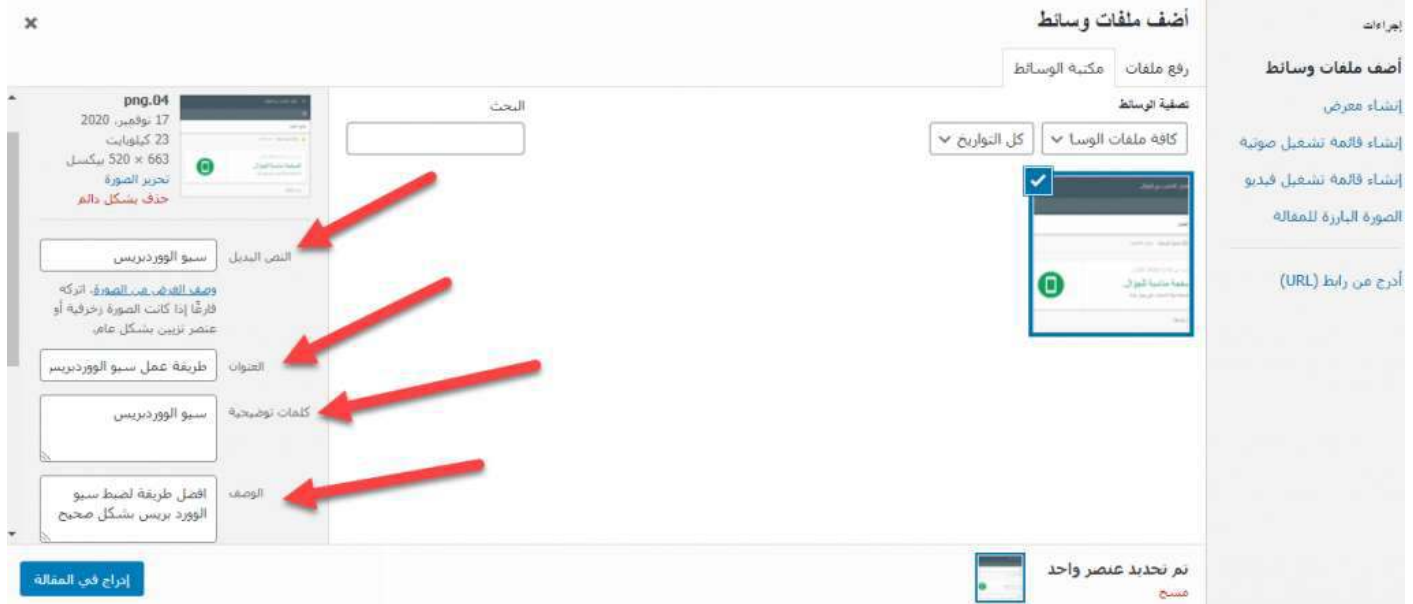 إجراءات
أضف ملفات وسائط
إنشاء معرض
إنشاء قائمة تشغيل صوتية
إنشاء قائمة تشغيل فيديو
الصورة البارزة للمقالة
أدرج من رابط (URL)
أضف ملفات وسائط
رفع ملفات
مكتبة الوسائط
تصفية الوسائط
كافة ملفات الوسا
كل التواريخ
البحث
صفحة مناسبة للجوال
png.04
17 نوفمبر، 2020
23 كيلوبايت
663 × 520 بيكسل
تحرير الصورة
حذف بشكل دائم
النص البديل
سيو الووردبريس
وصف الغرض من الصورة. اتركه
فارغًا إذا كانت الصورة زخرفية أو
عنصر تزيين بشكل عام.
العنوان
طريقة عمل سيو الووردبريس
كلمات توضيحية
سيو الووردبريس
الوصف
افضل طريقة لضبط سيو
الوورد بريس بشكل صحيح
تم تحديد عنصر واحد
مسح
إدراج في المقالة